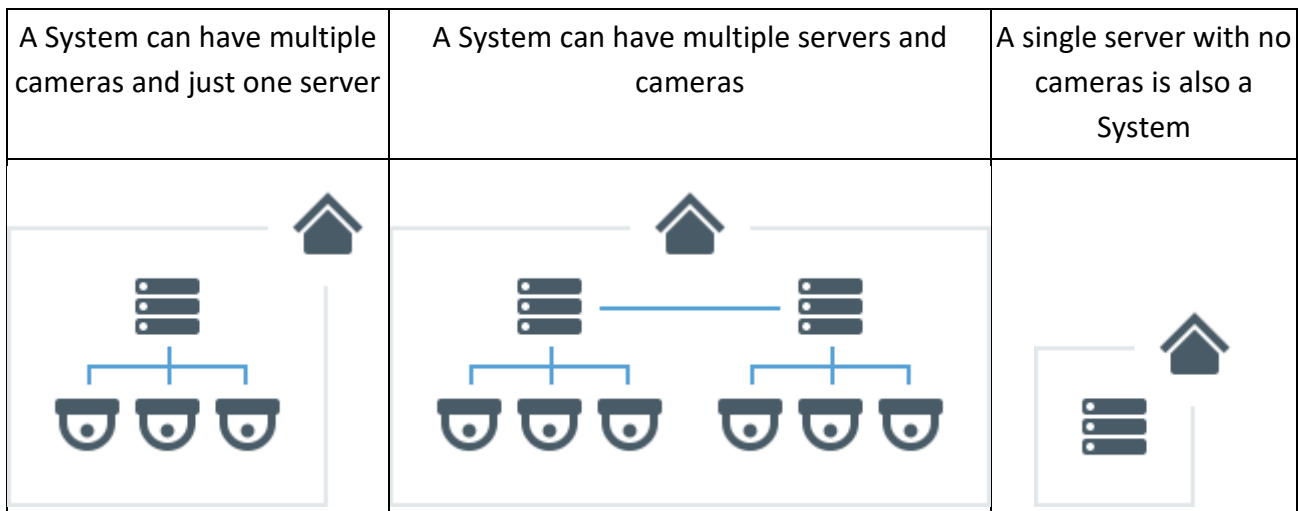 A System can have multiple
cameras and just one server
A System can have multiple servers and
cameras
A single server with no
cameras is also a
System